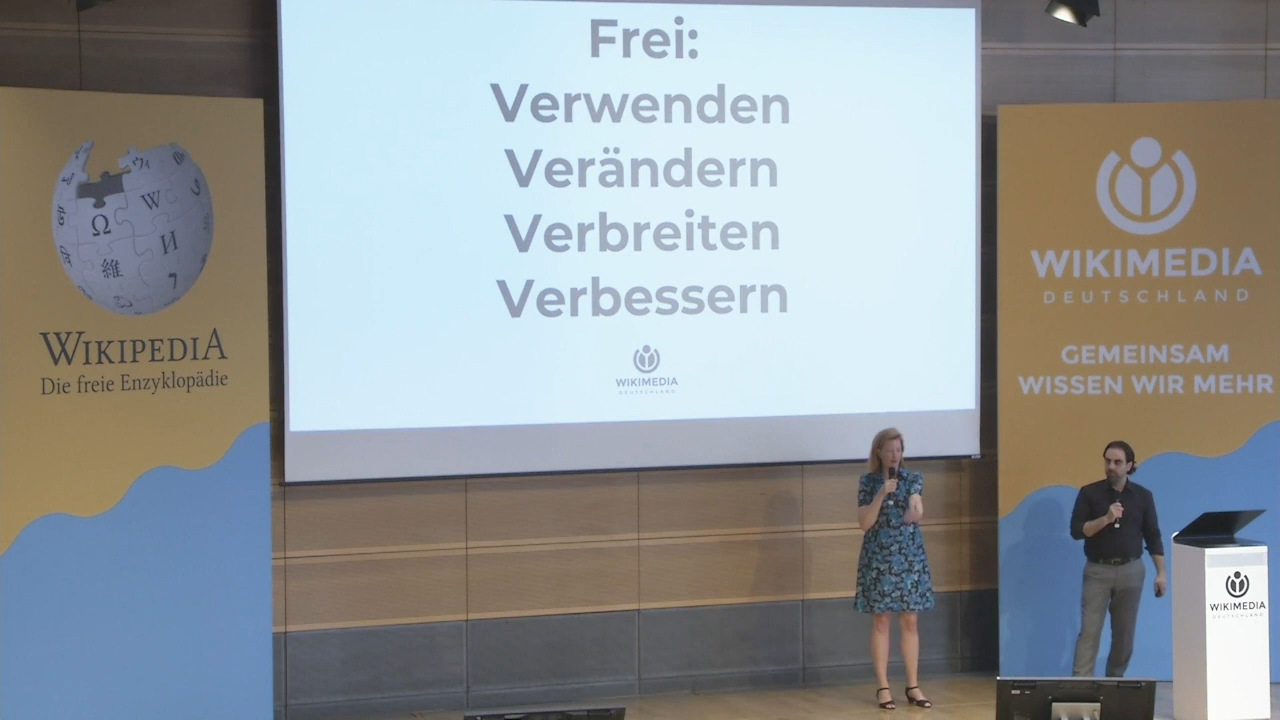 Frei:
Verwenden
Verändern
Verbreiten
Verbessern
WIKIMEDIA
DEUTSCHLAND
Ω
W
И
維
WIKIPEDIA
Die freie Enzyklopädie
WIKIMEDIA
DEUTSCHLAND
GEMEINSAM
WISSEN WIR MEHR
WIKIMEDIA
DEUTSCHLAND